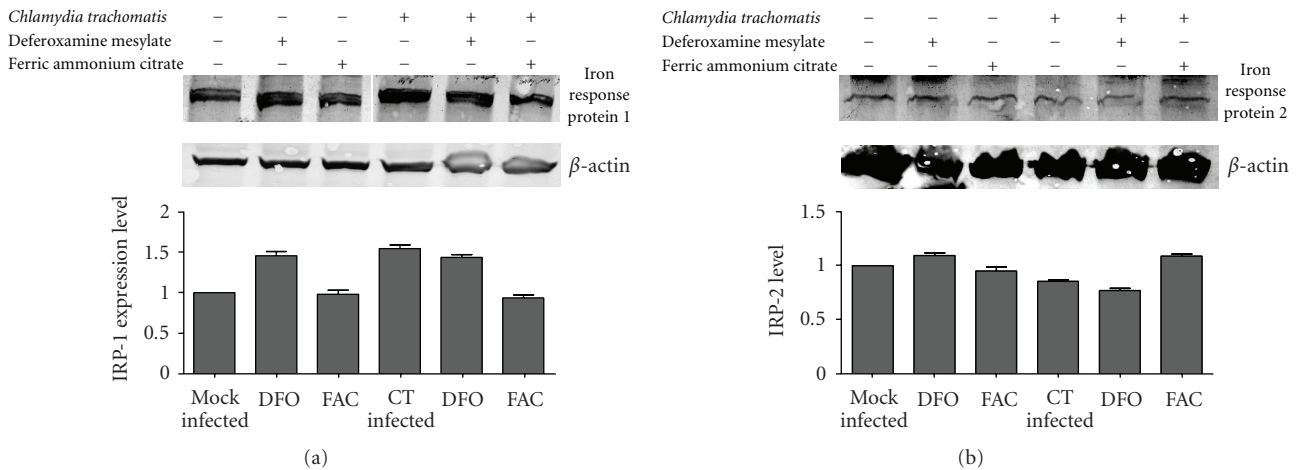 Chlamydia trachomatis − − − + + +
Deferoxamine mesylate − + − − + −
Ferric ammonium citrate − − + − − +
Iron
response
protein 1
β-actin
IRP-1 expression level
2
1.5
1
0.5
0
Mock infected DFO FAC CT infected DFO FAC
(a)
Chlamydia trachomatis − − − + + +
Deferoxamine mesylate − + − − + −
Ferric ammonium citrate − − + − − +
Iron
response
protein 2
β-actin
IRP-2 level
1.5
1
0.5
0
Mock infected DFO FAC CT infected DFO FAC
(b)